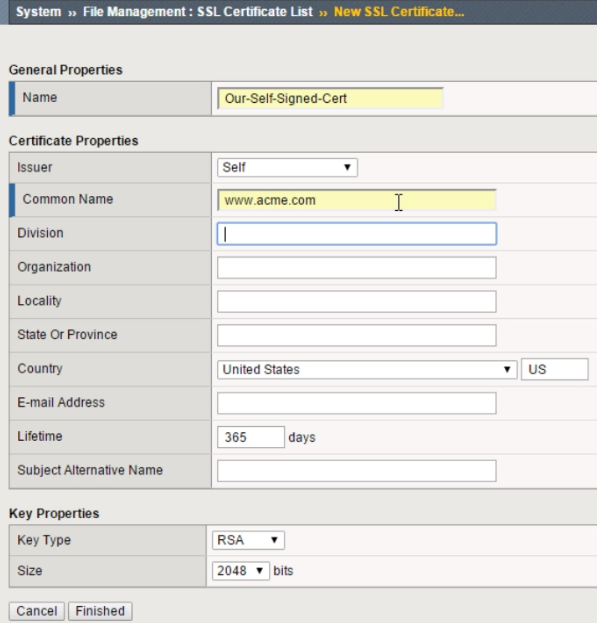 System ›› File Management : SSL Certificate List ›› New SSL Certificate...
General Properties
Name Our-Self-Signed-Cert
Certificate Properties
Issuer Self
Common Name www.acme.com
Division
Organization
Locality
State Or Province
Country United States US
E-mail Address
Lifetime 365 days
Subject Alternative Name
Key Properties
Key Type RSA
Size 2048 bits
Cancel Finished